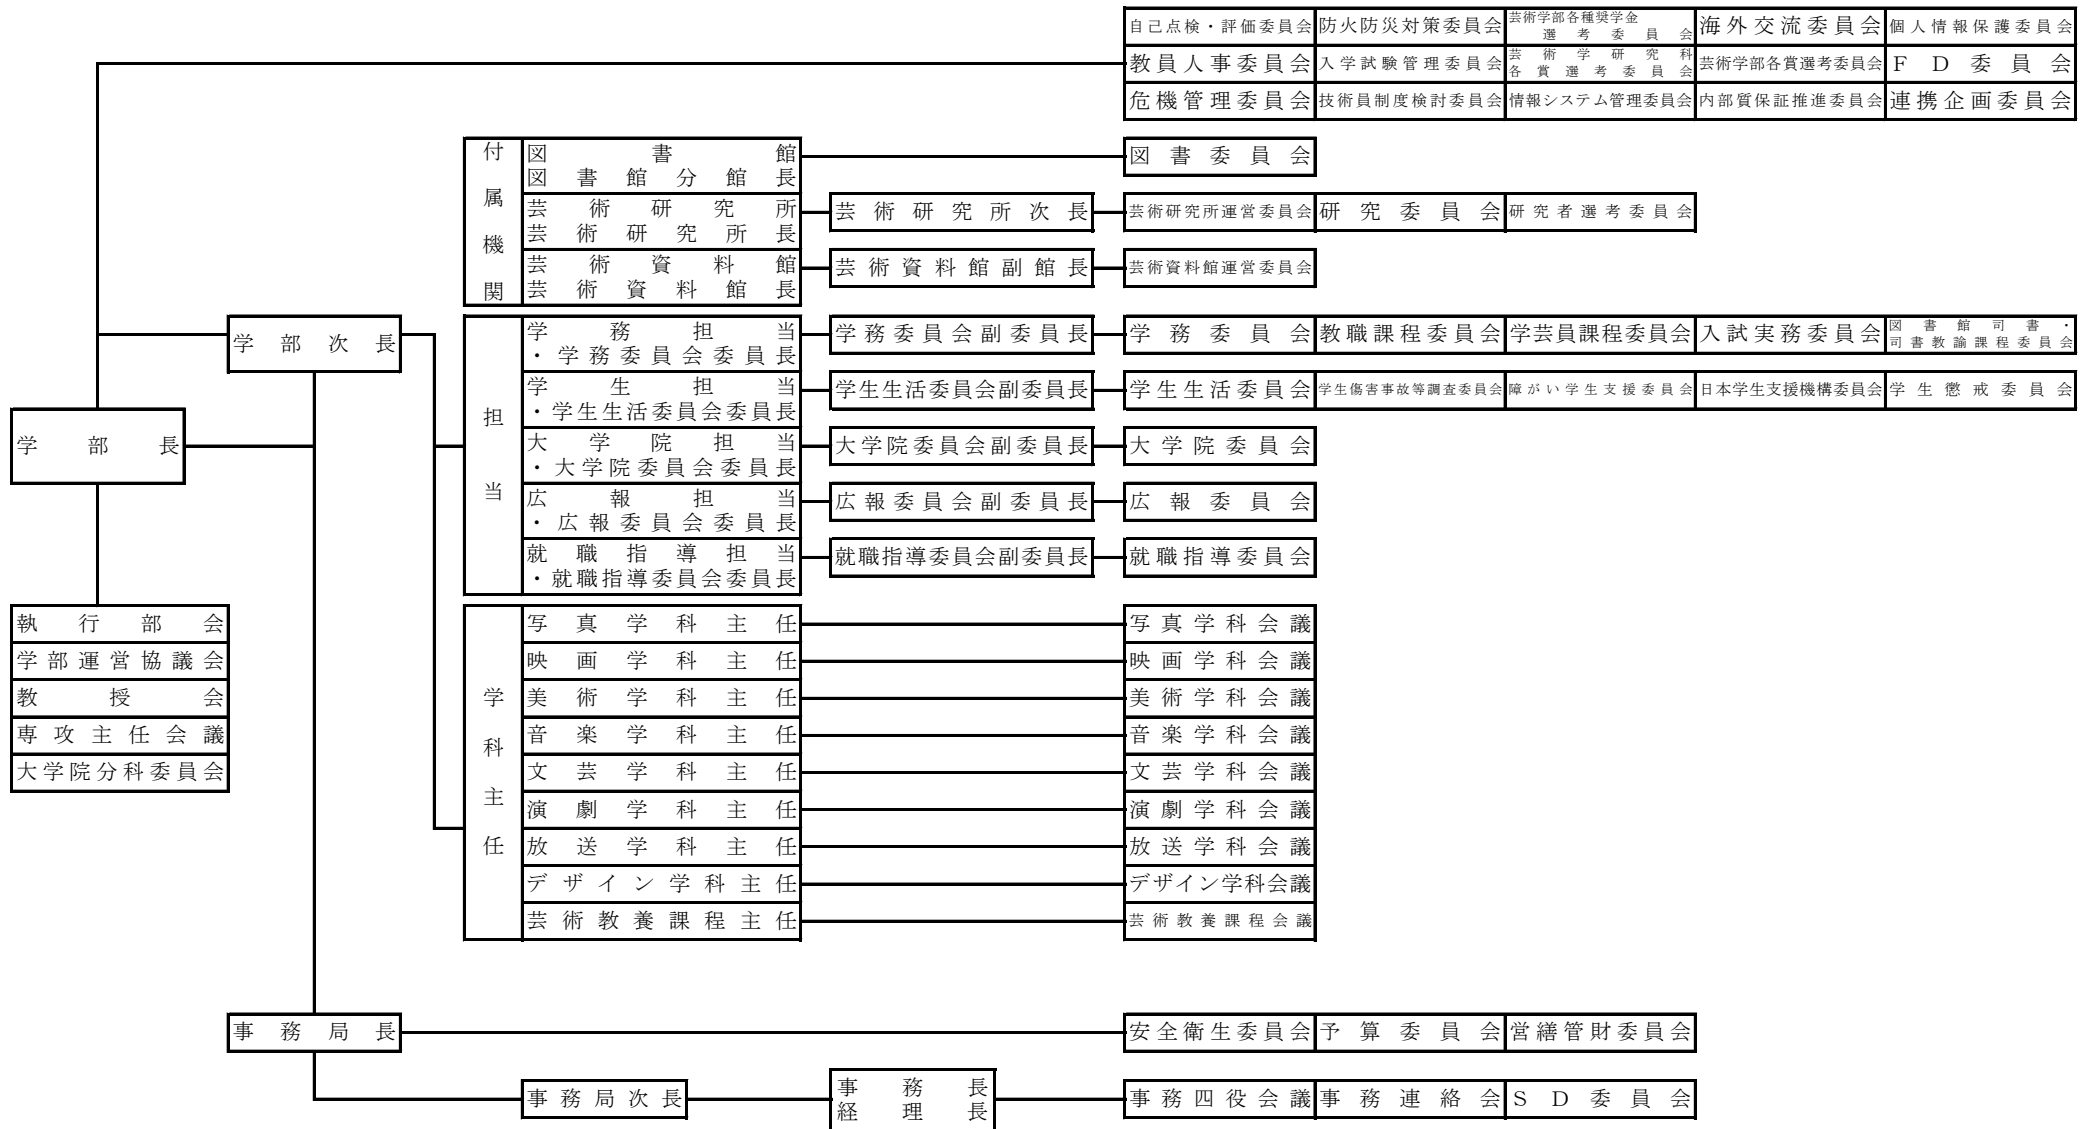 自己点検・評価委員会 防火防災対策委員会 芸術学部各種奨学金 海外交流委員会 個人情報保護委員会
選考委員会
教員人事委員会 入学試験管理委員会 芸術学研究科 芸術学部各賞選考委員会 FD委員会
各賞選考委員会
危機管理委員会 技術員制度検討委員会 情報システム管理委員会 内部質保証推進委員会 連携企画委員会
付属機関
図書館
図書館分館長
図書委員会
芸術研究所
芸術研究所長
芸術研究所次長
芸術研究所運営委員会 研究委員会 研究者選考委員会
芸術資料館
芸術資料館長
芸術資料館副館長
芸術資料館運営委員会
学部次長
担当
学務担当
・学務委員会委員長
学務委員会副委員長
学務委員会 教職課程委員会 学芸員課程委員会 入試実務委員会 図書館司書・
司書教諭課程委員会
学生担当
・学生生活委員会委員長
学生生活委員会副委員長
学生生活委員会 学生傷害事故等調査委員会 障がい学生支援委員会 日本学生支援機構委員会 学生懲戒委員会
学部長
大学院担当
・大学院委員会委員長
大学院委員会副委員長
大学院委員会
広報担当
・広報委員会委員長
広報委員会副委員長
広報委員会
就職指導担当
・就職指導委員会委員長
就職指導委員会副委員長
就職指導委員会
執行部会
学部運営協議会
教授会
専攻主任会議
大学院分科委員会
学科主任
写真学科主任 写真学科会議
映画学科主任 映画学科会議
美術学科主任 美術学科会議
音楽学科主任 音楽学科会議
文芸学科主任 文芸学科会議
演劇学科主任 演劇学科会議
放送学科主任 放送学科会議
デザイン学科主任 デザイン学科会議
芸術教養課程主任 芸術教養課程会議
事務局長
安全衛生委員会 予算委員会 営繕管財委員会
事務局次長
事務長
経理長
事務四役会議 事務連絡会 SD委員会